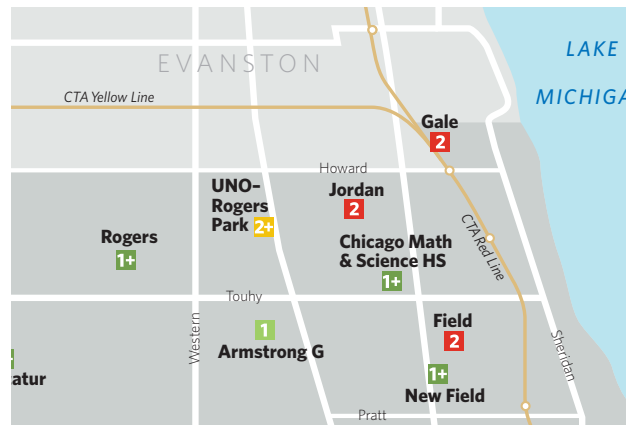 LAKE
EVANSTON
CTA Yellow Line
MICHIGA
Gale
2
Howard
UNO–
Rogers
Park 2+
Jordan
2
Rogers
1+
Chicago Math
& Science HS
1+
CTA Red Line
Touhy
Western
1
Armstrong G
Field
2
Sheridan
atur
1+
New Field
Pratt